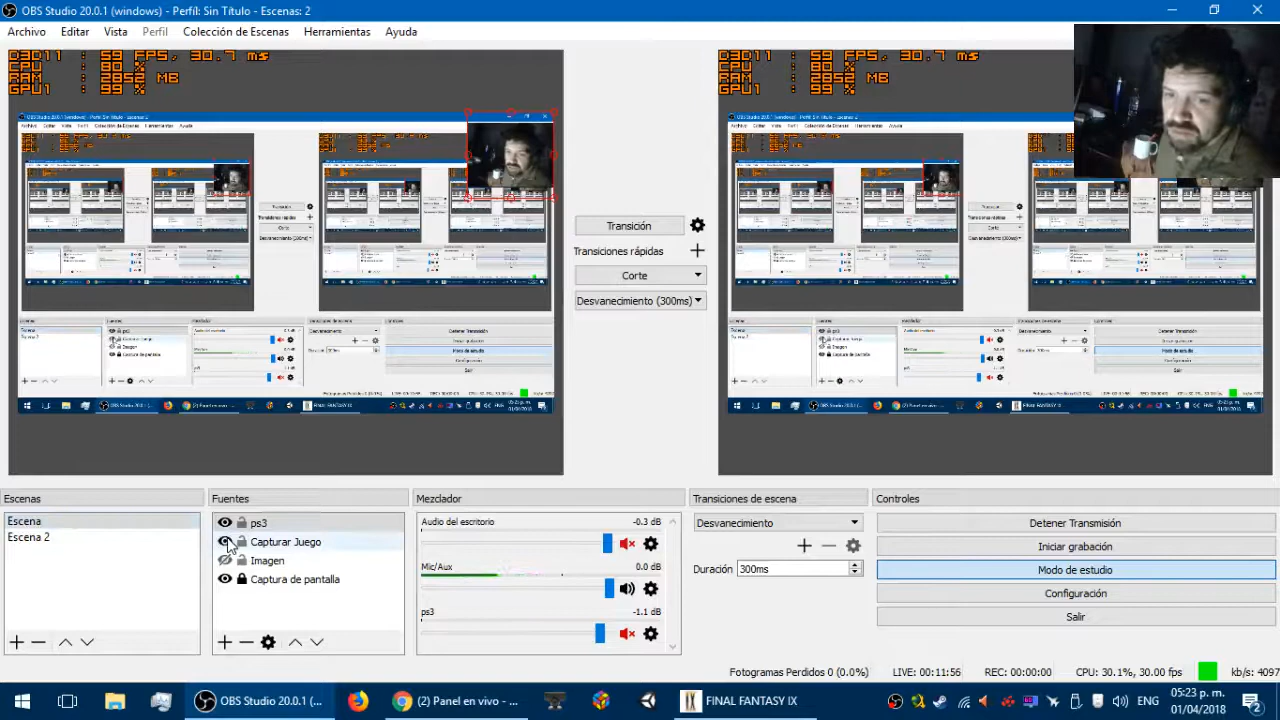 OBS Studio 20.0.1 (windows) - Perfil: Sin Título - Escenas: 2
Archivo Editar Vista Perfil Colección de Escenas Herramientas Ayuda
D3D11 : 59 FPS, 30.7 ms
CPU : 80 %
RAM : 2852 MB
GPU1 : 99 %
D3D11 : 59 FPS, 30.7 ms
CPU : 80 %
RAM : 2852 MB
GPU1 : 99 %
Transición
Transiciones rápidas
Corte
Desvanecimiento (300ms)
Escenas
Escena
Escena 2
Fuentes
ps3
Capturar Juego
Imagen
Captura de pantalla
Mezclador
Audio del escritorio -0.3 dB
Mic/Aux 0.0 dB
ps3 -1.1 dB
Transiciones de escena
Desvanecimiento
Duración 300ms
Controles
Detener Transmisión
Iniciar grabación
Modo de estudio
Configuración
Salir
Fotogramas Perdidos 0 (0.0%) LIVE: 00:11:56 REC: 00:00:00 CPU: 30.1%, 30.00 fps kb/s: 4097
OBS Studio 20.0.1 (... (2) Panel en vivo - ... FINAL FANTASY IX ENG 05:23 p. m.
01/04/2018 2